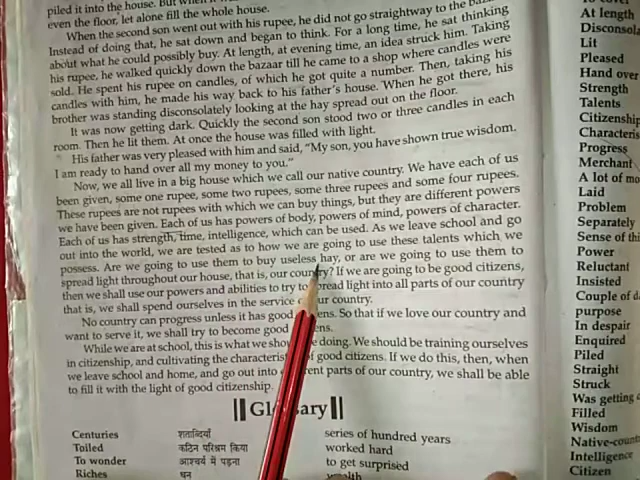 piled it into the house. But when it
even the floor, let alone fill the whole house.
When the second son went out with his rupee, he did not go straightway to the
Instead of doing that, he sat down and began to think. For a long time, he sat thinking
about what he could possibly buy. At length, at evening time, an idea struck him. Taking
his rupee, he walked quickly down the bazaar till he came to a shop where candles were
sold. He spent his rupee on candles, of which he got quite a number. Then, taking his
candles with him, he made his way back to his father's house. When he got there, his
brother was standing disconsolately looking at the hay spread out on the floor.
It was now getting dark. Quickly the second son stood two or three candles in each
room. Then he lit them. At once the house was filled with light.
His father was very pleased with him and said, "My son, you have shown true wisdom.
I am ready to hand over all my money to you."
Now, we all live in a big house which we call our native country. We have each of us
been given, some one rupee, some two rupees, some three rupees and some four rupees.
These rupees are not rupees with which we can buy things, but they are different powers
we have been given. Each of us has powers of body, powers of mind, powers of character.
Each of us has strength, time, intelligence, which can be used. As we leave school and go
out into the world, we are tested as to how we are going to use these talents which we
possess. Are we going to use them to buy useless hay, or are we going to use them to
spread light throughout our house, that is, our country? If we are going to be good citizens,
then we shall use our powers and abilities to try to spread light into all parts of our country
that is, we shall spend ourselves in the service of our country.
No country can progress unless it has good ens. So that if we love our country and
want to serve it, we shall try to become good ens.
While we are at school, this is what we shou e doing. We should be training ourselves
in citizenship, and cultivating the characterist of good citizens. If we do this, then, when
we leave school and home, and go out into rent parts of our country, we shall be able
to fill it with the light of good citizenship.
Glossary
Centuries शताब्दियाँ series of hundred years
Toiled कठिन परिश्रम किया worked hard
To wonder आश्चर्य में पड़ना to get surprised
Riches धन wealth
At length
Disconsola
Lit
Pleased
Hand over
Strength
Talents
Citizenship
Characteris
Progress
Merchant
A lot of mo
Laid
Problem
Separately
Sense of th
Power
Reluctant
Insisted
Couple of d
purpose
In despair
Enquired
Piled
Straight
Struck
Was getting
Filled
Wisdom
Native-count
Intelligence
Citizen